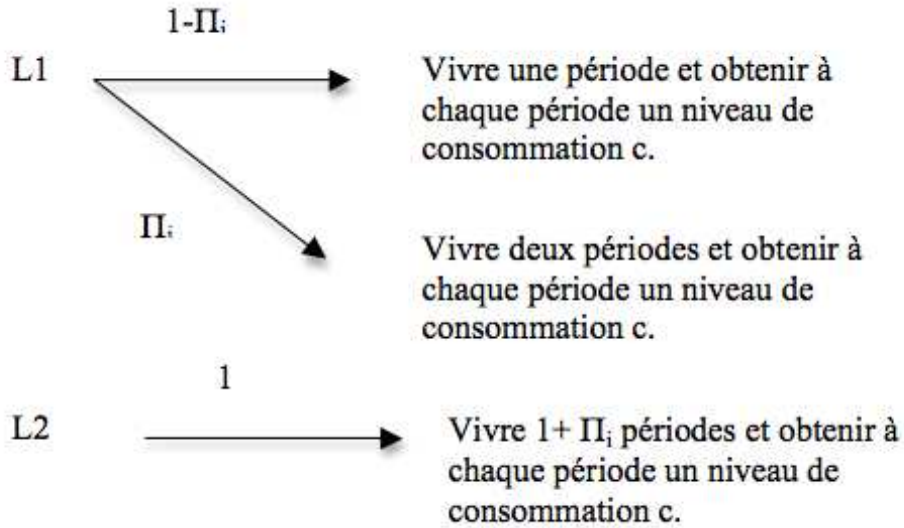 1-Πᵢ
L1
Vivre une période et obtenir à
chaque période un niveau de
consommation c.
Πᵢ
Vivre deux périodes et obtenir à
chaque période un niveau de
consommation c.
1
L2
Vivre 1+ Πᵢ périodes et obtenir à
chaque période un niveau de
consommation c.